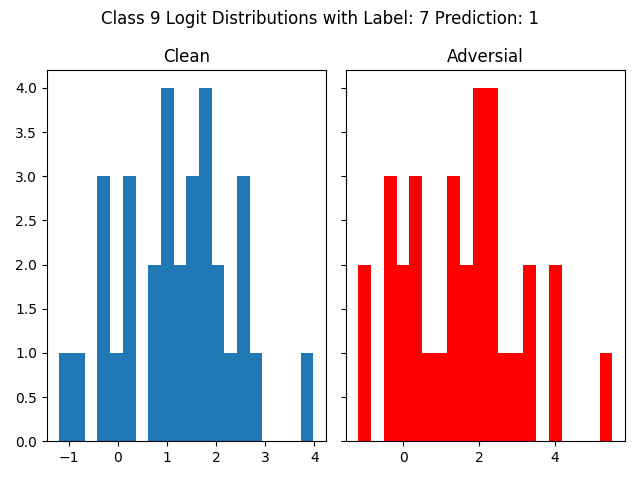 Class 9 Logit Distributions with Label: 7 Prediction: 1
Clean
Adversial
4.0
3.5
3.0
2.5
2.0
1.5
1.0
0.5
0.0
−1 0 1 2 3 4
0 2 4